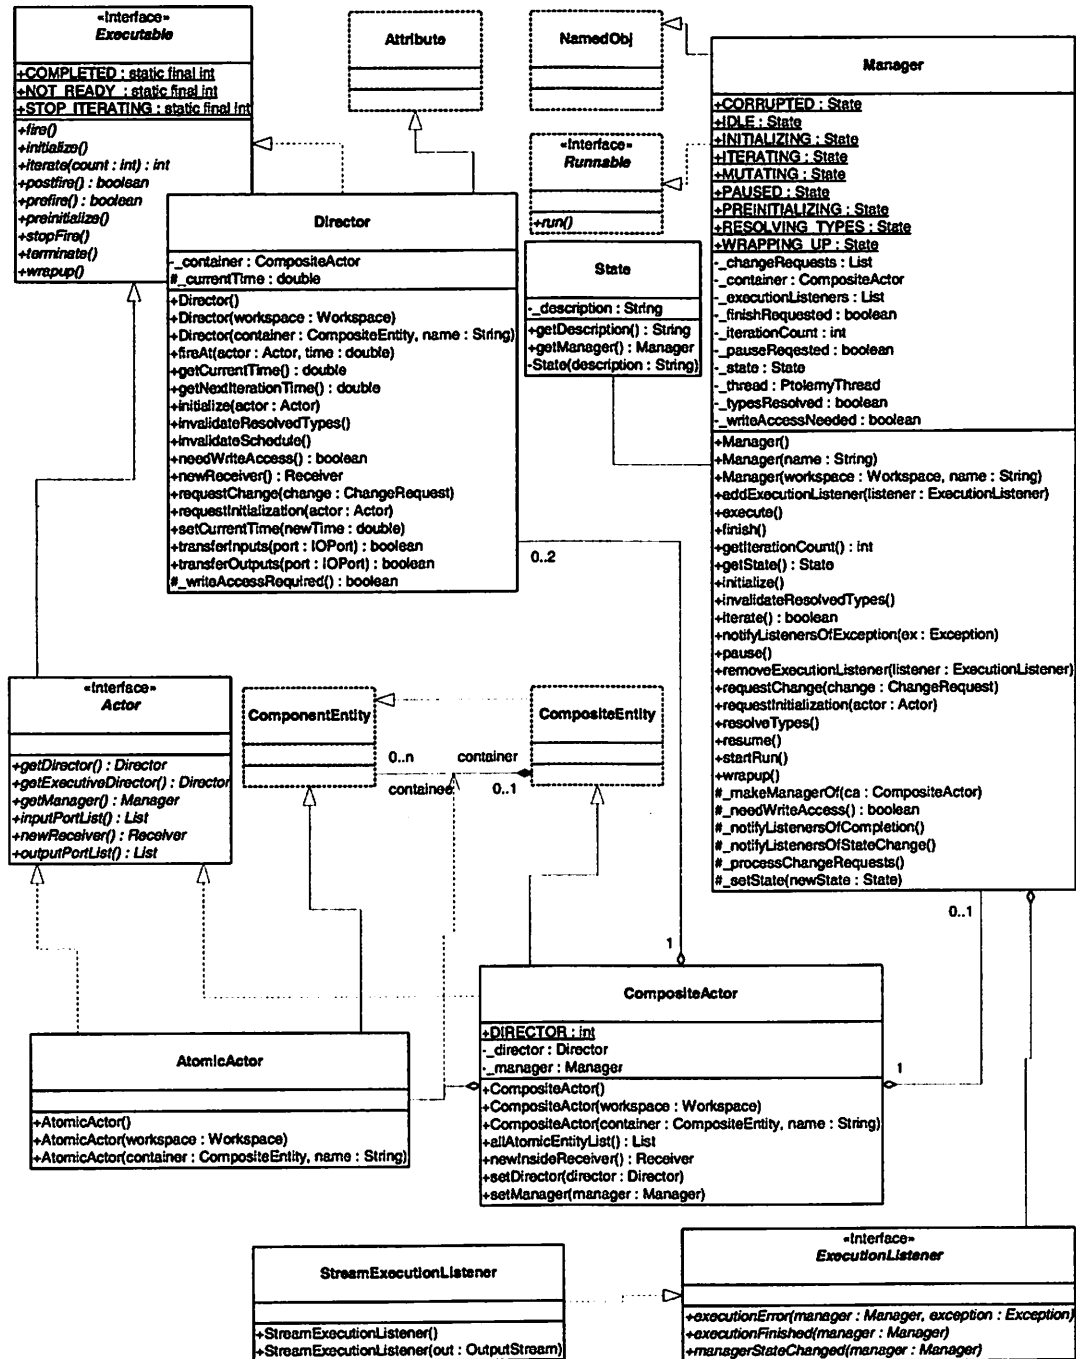 «Interface»
Executable
+COMPLETED : static final int
+NOT_READY : static final int
+STOP_ITERATING : static final int
+fire()
+initialize()
+iterate(count : int) : int
+postfire() : boolean
+prefire() : boolean
+preinitialize()
+stopFire()
+terminate()
+wrapup()
Attribute
NamedObj
«Interface»
Runnable
+run()
Manager
+CORRUPTED : State
+IDLE : State
+INITIALIZING : State
+ITERATING : State
+MUTATING : State
+PAUSED : State
+PREINITIALIZING : State
+RESOLVING_TYPES : State
+WRAPPING_UP : State
-_changeRequests : List
-_container : CompositeActor
-_executionListeners : List
-_finishRequested : boolean
-_iterationCount : int
-_pauseReqested : boolean
-_state : State
-_thread : PtolemyThread
-_typesResolved : boolean
-_writeAccessNeeded : boolean
+Manager()
+Manager(name : String)
+Manager(workspace : Workspace, name : String)
+addExecutionListener(listener : ExecutionListener)
+execute()
+finish()
+getIterationCount() : int
+getState() : State
+initialize()
+invalidateResolvedTypes()
+iterate() : boolean
+notifyListenersOfException(ex : Exception)
+pause()
+removeExecutionListener(listener : ExecutionListener)
+requestChange(change : ChangeRequest)
+requestInitialization(actor : Actor)
+resolveTypes()
+resume()
+startRun()
+wrapup()
#_makeManagerOf(ca : CompositeActor)
#_needWriteAccess() : boolean
#_notifyListenersOfCompletion()
#_notifyListenersOfStateChange()
#_processChangeRequests()
#_setState(newState : State)
Director
-_container : CompositeActor
#_currentTime : double
+Director()
+Director(workspace : Workspace)
+Director(container : CompositeEntity, name : String)
+fireAt(actor : Actor, time : double)
+getCurrentTime() : double
+getNextIterationTime() : double
+initialize(actor : Actor)
+invalidateResolvedTypes()
+invalidateSchedule()
+needWriteAccess() : boolean
+newReceiver() : Receiver
+requestChange(change : ChangeRequest)
+requestInitialization(actor : Actor)
+setCurrentTime(newTime : double)
+transferInputs(port : IOPort) : boolean
+transferOutputs(port : IOPort) : boolean
#_writeAccessRequired() : boolean
State
-_description : String
+getDescription() : String
+getManager() : Manager
-State(description : String)
0..2
«Interface»
Actor
+getDirector() : Director
+getExecutiveDirector() : Director
+getManager() : Manager
+inputPortList() : List
+newReceiver() : Receiver
+outputPortList() : List
ComponentEntity
CompositeEntity
0..n
container
containee
0..1
0..1
1
CompositeActor
+DIRECTOR : int
-_director : Director
-_manager : Manager
+CompositeActor()
+CompositeActor(workspace : Workspace)
+CompositeActor(container : CompositeEntity, name : String)
+allAtomicEntityList() : List
+newInsideReceiver() : Receiver
+setDirector(director : Director)
+setManager(manager : Manager)
1
AtomicActor
+AtomicActor()
+AtomicActor(workspace : Workspace)
+AtomicActor(container : CompositeEntity, name : String)
StreamExecutionListener
+StreamExecutionListener()
+StreamExecutionListener(out : OutputStream)
«Interface»
ExecutionListener
+executionError(manager : Manager, exception : Exception)
+executionFinished(manager : Manager)
+managerStateChanged(manager : Manager)